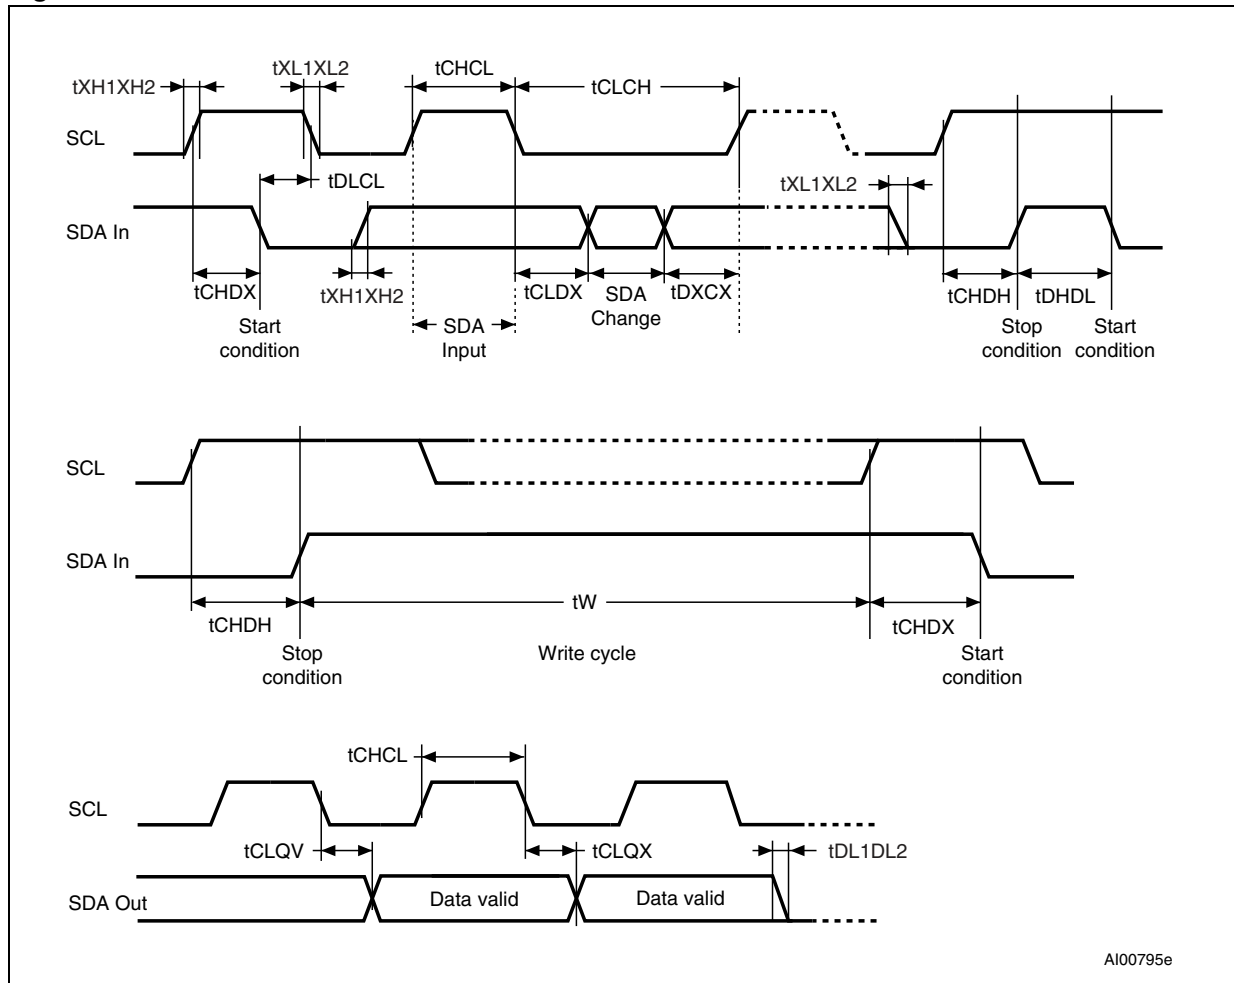 tXH1XH2
tXL1XL2
tCHCL
tCLCH
SCL
tDLCL
tXL1XL2
SDA In
tCHDX
tXH1XH2
tCLDX
SDA
Change
tDXCX
tCHDH
tDHDL
Start
condition
SDA
Input
Stop
condition
Start
condition
SCL
SDA In
tCHDH
tW
tCHDX
Stop
condition
Write cycle
Start
condition
tCHCL
SCL
tCLQV
tCLQX
tDL1DL2
SDA Out
Data valid
Data valid
AI00795e